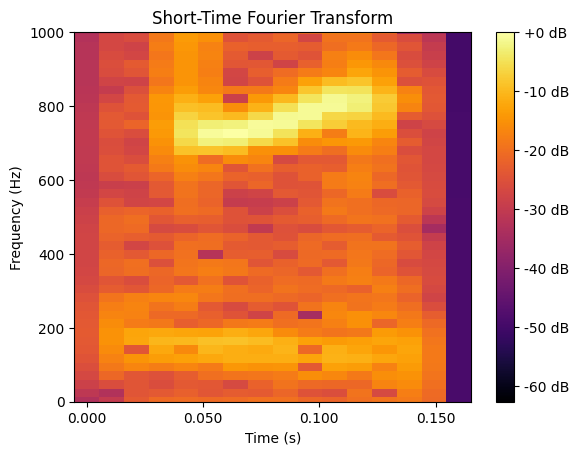 Short-Time Fourier Transform
1000
800
600
400
200
0
Frequency (Hz)
0.000
0.050
0.100
0.150
Time (s)
+0 dB
-10 dB
-20 dB
-30 dB
-40 dB
-50 dB
-60 dB